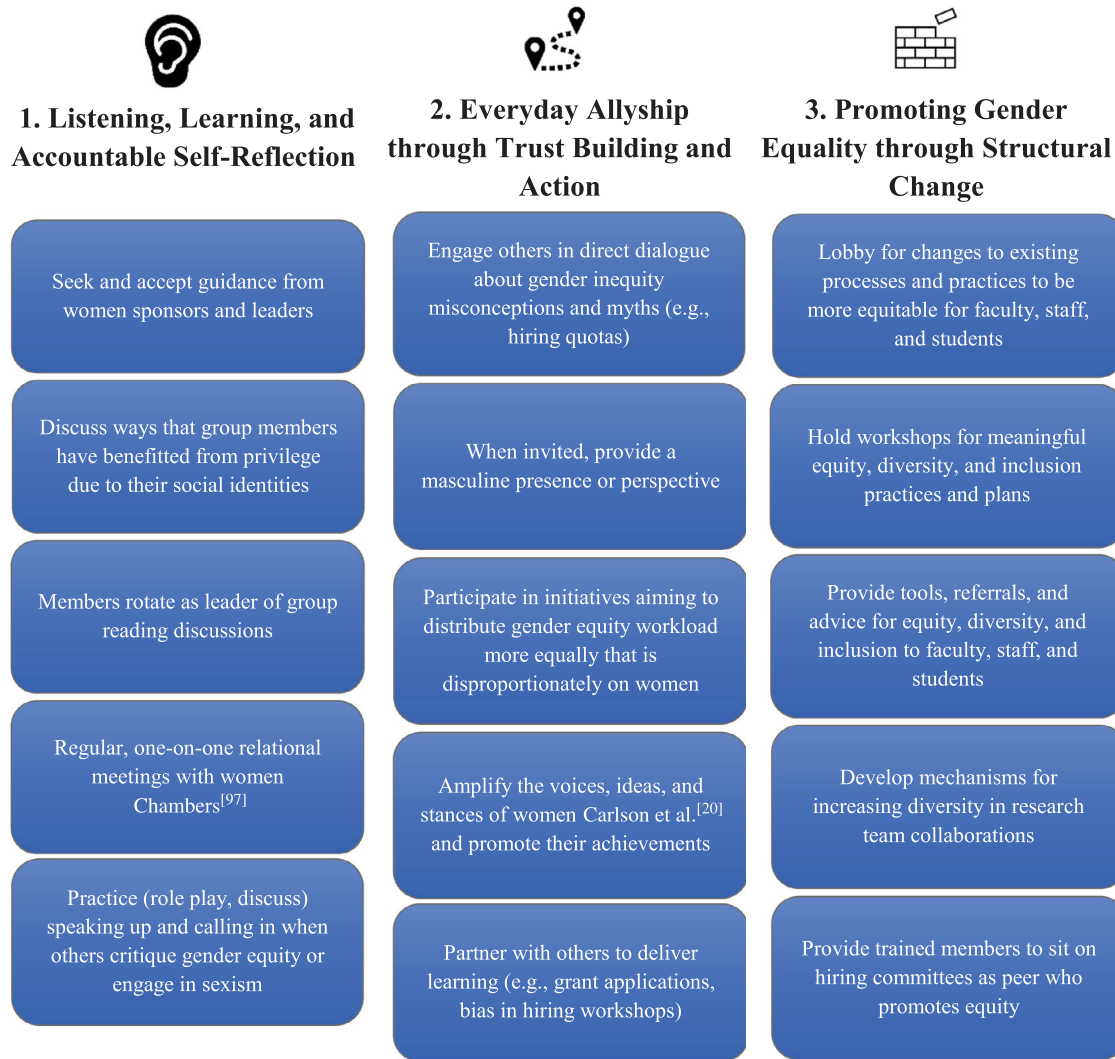 1. Listening, Learning, and
Accountable Self-Reflection
Seek and accept guidance from
women sponsors and leaders
Discuss ways that group members
have benefitted from privilege
due to their social identities
Members rotate as leader of group
reading discussions
Regular, one-on-one relational
meetings with women
Chambers[97]
Practice (role play, discuss)
speaking up and calling in when
others critique gender equity or
engage in sexism
2. Everyday Allyship
through Trust Building and
Action
Engage others in direct dialogue
about gender inequity
misconceptions and myths (e.g.,
hiring quotas)
When invited, provide a
masculine presence or perspective
Participate in initiatives aiming to
distribute gender equity workload
more equally that is
disproportionately on women
Amplify the voices, ideas, and
stances of women Carlson et al.[20]
and promote their achievements
Partner with others to deliver
learning (e.g., grant applications,
bias in hiring workshops)
3. Promoting Gender
Equality through Structural
Change
Lobby for changes to existing
processes and practices to be
more equitable for faculty, staff,
and students
Hold workshops for meaningful
equity, diversity, and inclusion
practices and plans
Provide tools, referrals, and
advice for equity, diversity, and
inclusion to faculty, staff, and
students
Develop mechanisms for
increasing diversity in research
team collaborations
Provide trained members to sit on
hiring committees as peer who
promotes equity